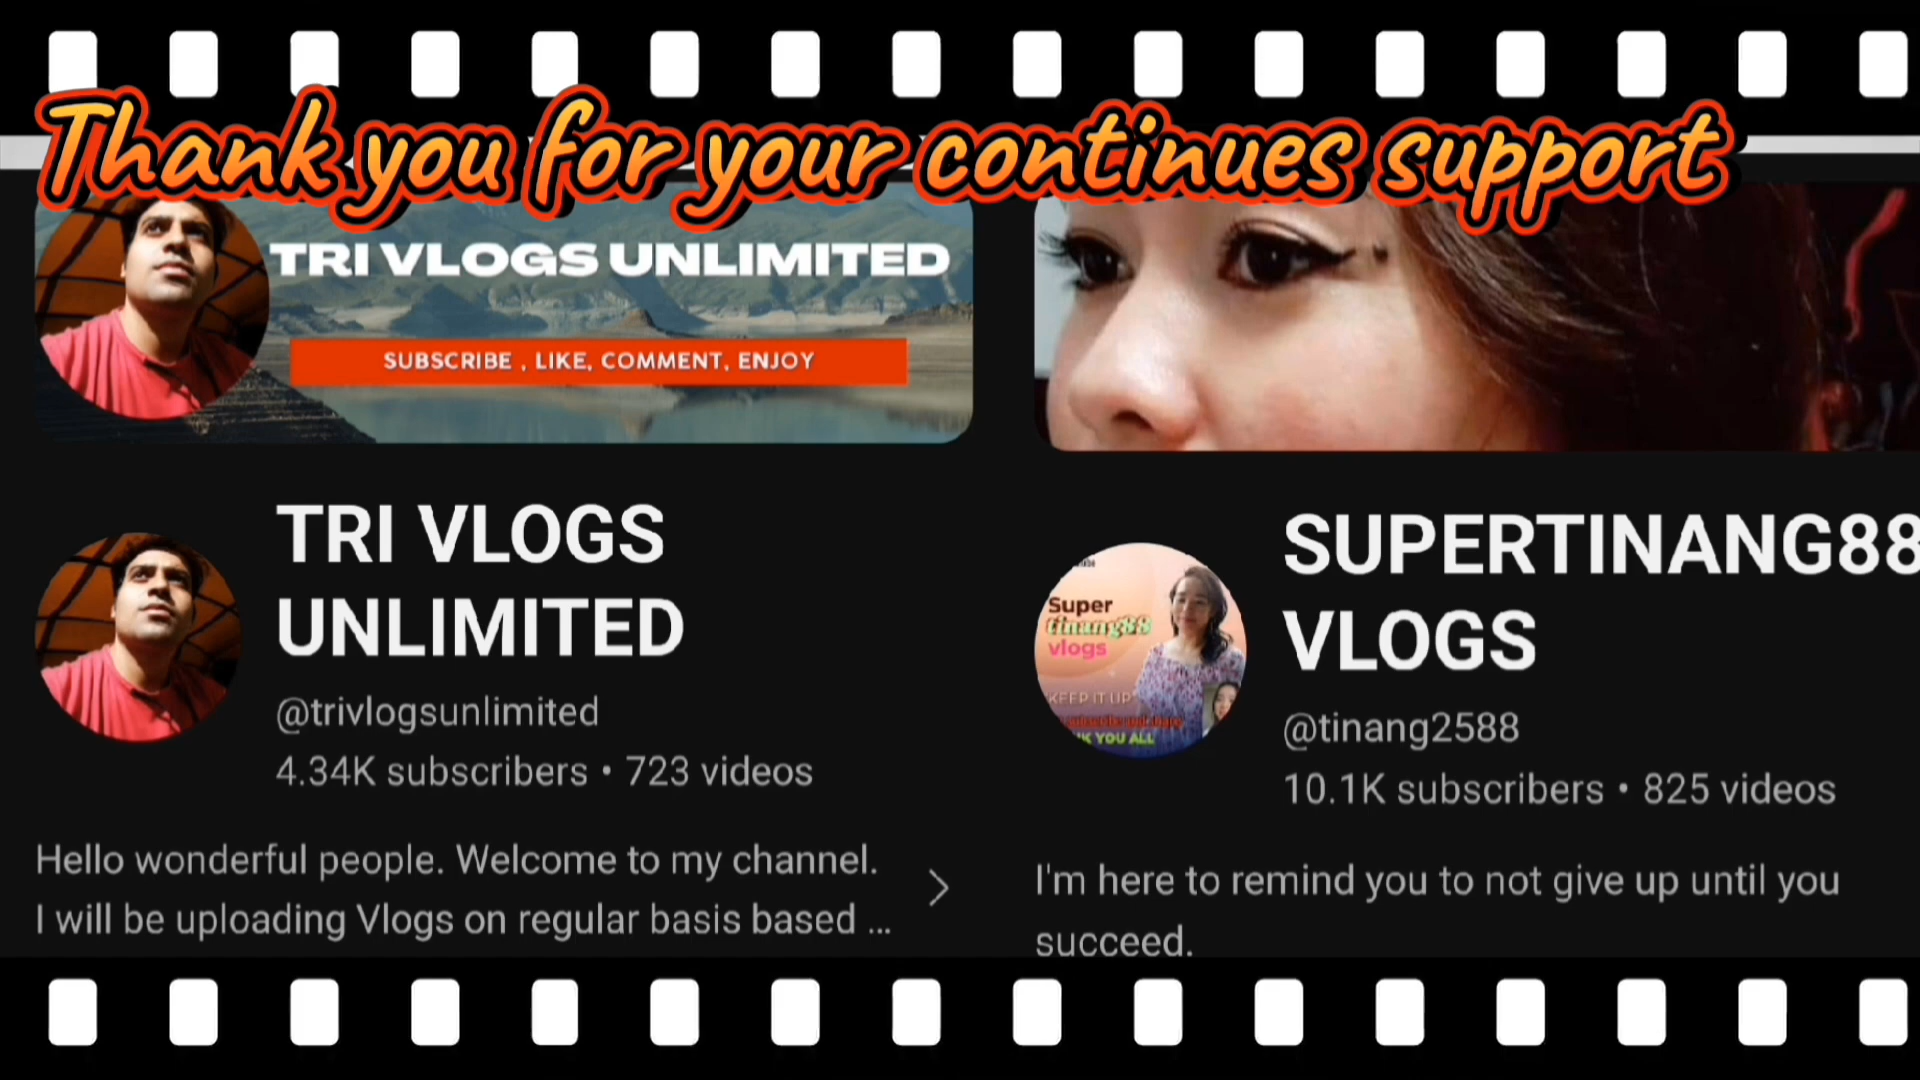 Thank you for your continues support
TRI VLOGS UNLIMITED
SUBSCRIBE , LIKE, COMMENT, ENJOY
TRI VLOGS
UNLIMITED
@trivlogsunlimited
4.34K subscribers • 723 videos
Hello wonderful people. Welcome to my channel.
I will be uploading Vlogs on regular basis based ...
SUPERTINANG88
VLOGS
@tinang2588
10.1K subscribers • 825 videos
I'm here to remind you to not give up until you
succeed.
Super
tinang88
vlogs
KEEP IT UP
YOU ALL